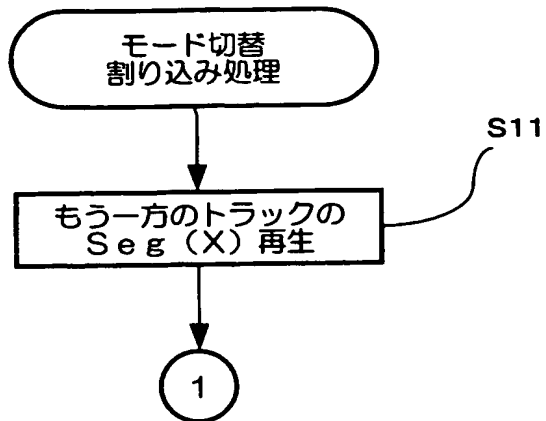 モード切替
割り込み処理
S11
もう一方のトラックの
Ｓｅｇ（Ｘ）再生
1